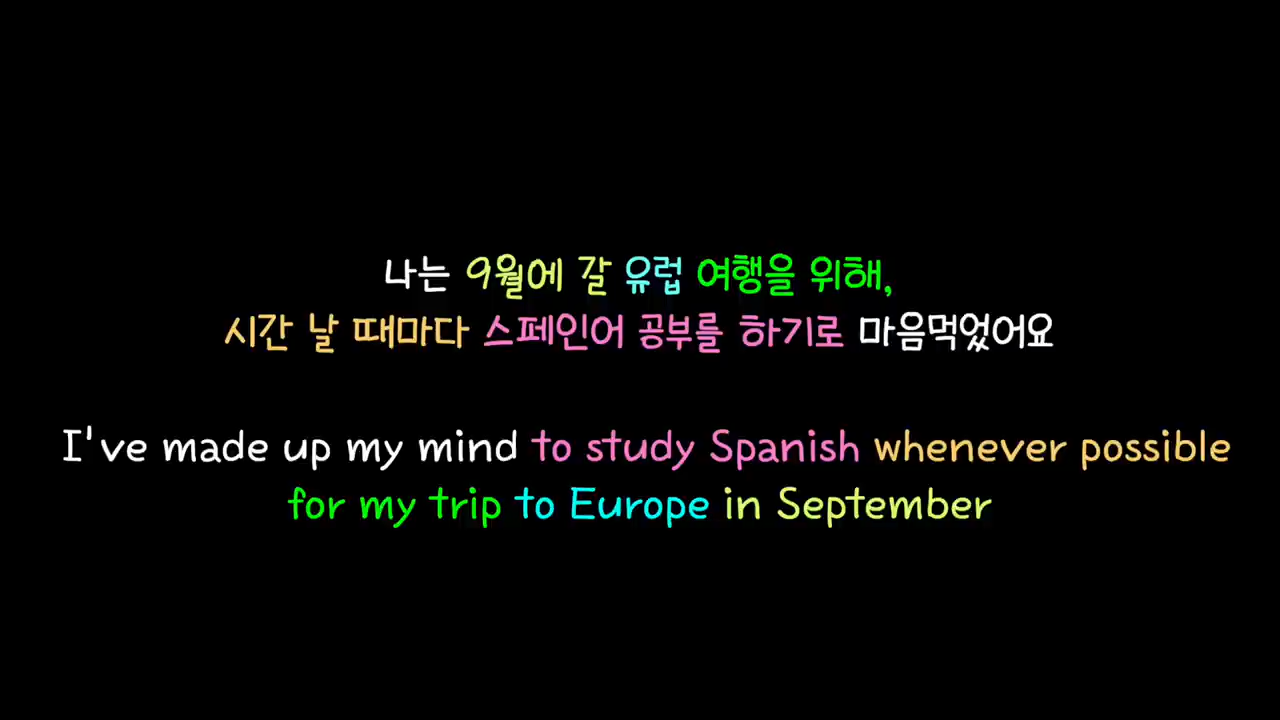 나는 9월에 갈 유럽 여행을 위해,
시간 날 때마다 스페인어 공부를 하기로 마음먹었어요
I've made up my mind to study Spanish whenever possible
for my trip to Europe in September